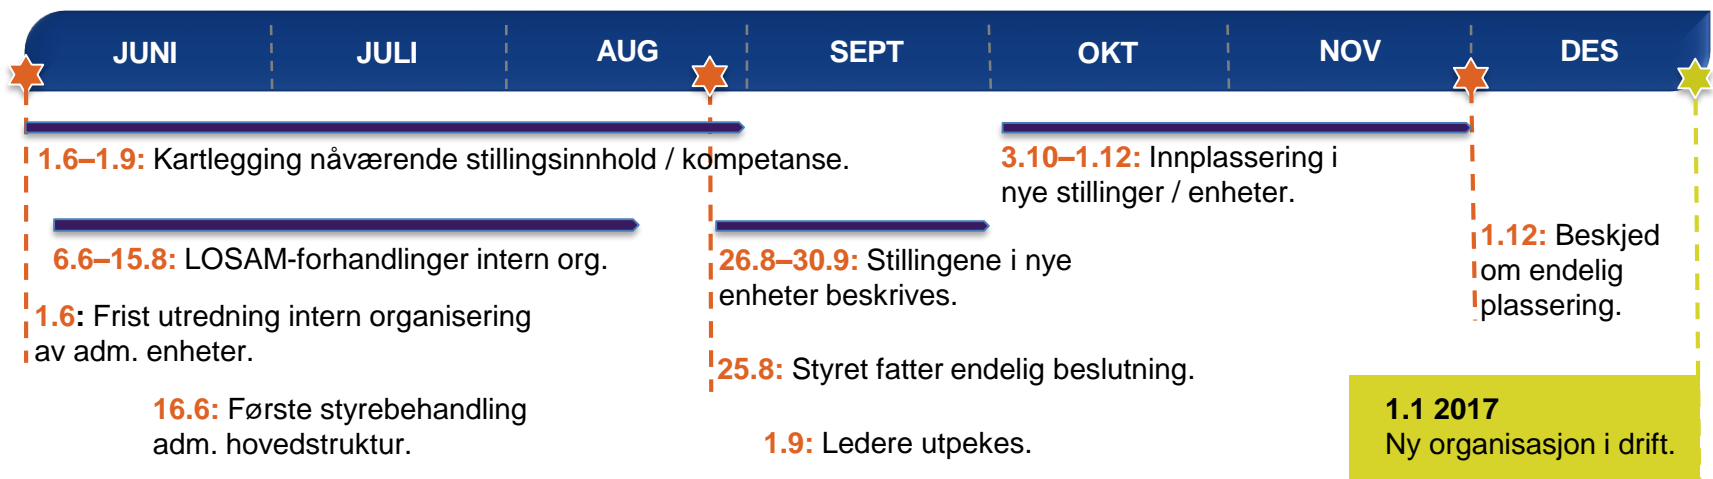 JUNI
JULI
AUG
SEPT
OKT
NOV
DES
1.6–1.9: Kartlegging nåværende stillingsinnhold / kompetanse.
3.10–1.12: Innplassering i
nye stillinger / enheter.
6.6–15.8: LOSAM-forhandlinger intern org.
26.8–30.9: Stillingene i nye
enheter beskrives.
1.12: Beskjed
om endelig
plassering.
1.6: Frist utredning intern organisering
av adm. enheter.
25.8: Styret fatter endelig beslutning.
16.6: Første styrebehandling
adm. hovedstruktur.
1.9: Ledere utpekes.
1.1 2017
Ny organisasjon i drift.